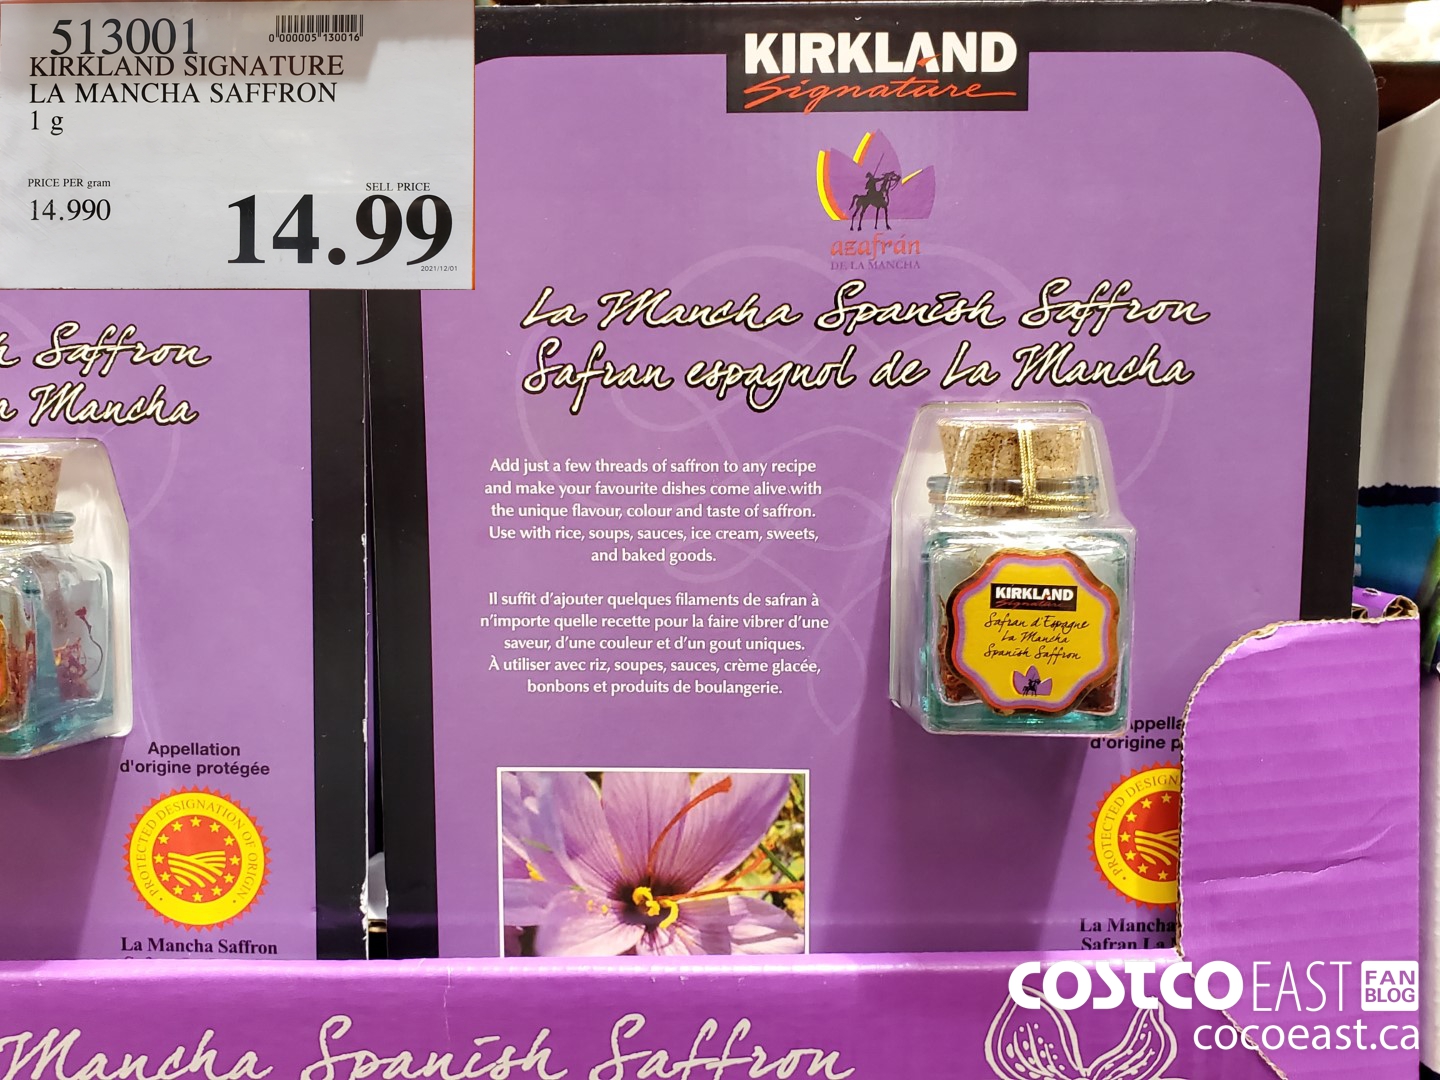 513001
0 000005 130016
KIRKLAND SIGNATURE
LA MANCHA SAFFRON
1 g
PRICE PER gram
14.990
SELL PRICE
14.99
2021/12/01
KIRKLAND
Signature
azafrán
DE LA MANCHA
La Mancha Spanish Saffron
Safran espagnol de La Mancha
Add just a few threads of saffron to any recipe
and make your favourite dishes come alive with
the unique flavour, colour and taste of saffron.
Use with rice, soups, sauces, ice cream, sweets,
and baked goods.
Il suffit d'ajouter quelques filaments de safran à
n'importe quelle recette pour la faire vibrer d'une
saveur, d'une couleur et d'un gout uniques.
À utiliser avec riz, soupes, sauces, crème glacée,
bonbons et produits de boulangerie.
KIRKLAND
Signature
Safran d'Espagne
La Mancha
Spanish Saffron
Saffron
Mancha
Appellation
d'origine protégée
PROTECTED DESIGNATION OF ORIGIN
La Mancha Saffron
d'origine
PROTECTED DESIGN
La Mancha
Safran La
Mancha Spanish Saffron
COSTCO EAST FAN BLOG
cocoeast.ca